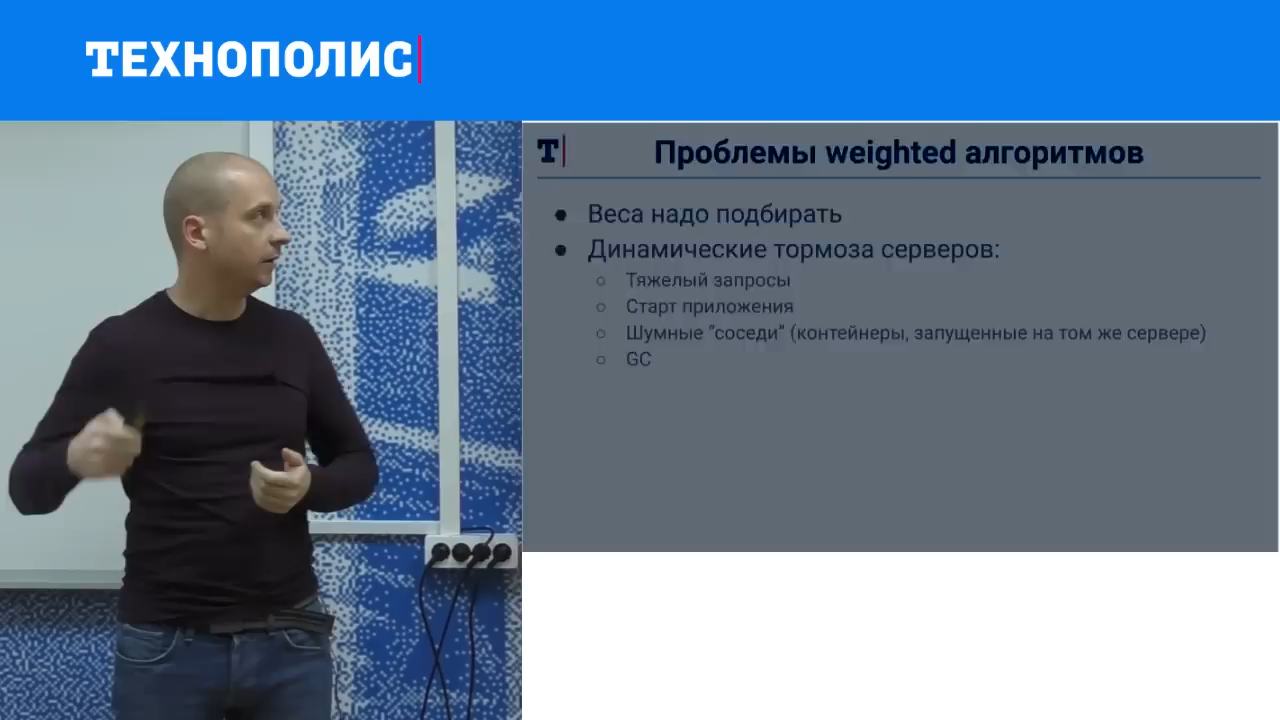 ТЕХНОПОЛИС
Т
Проблемы weighted алгоритмов
● Веса надо подбирать
● Динамические тормоза серверов:
○ Тяжелый запросы
○ Старт приложения
○ Шумные "соседи" (контейнеры, запущенные на том же сервере)
○ GC